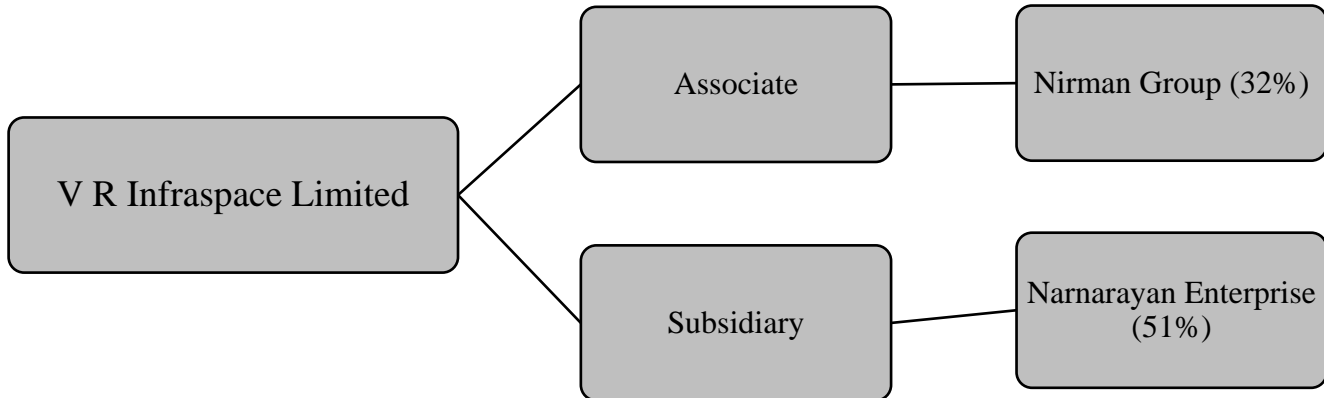 V R Infraspace Limited
Associate
Nirman Group (32%)
Subsidiary
Narnarayan Enterprise
(51%)